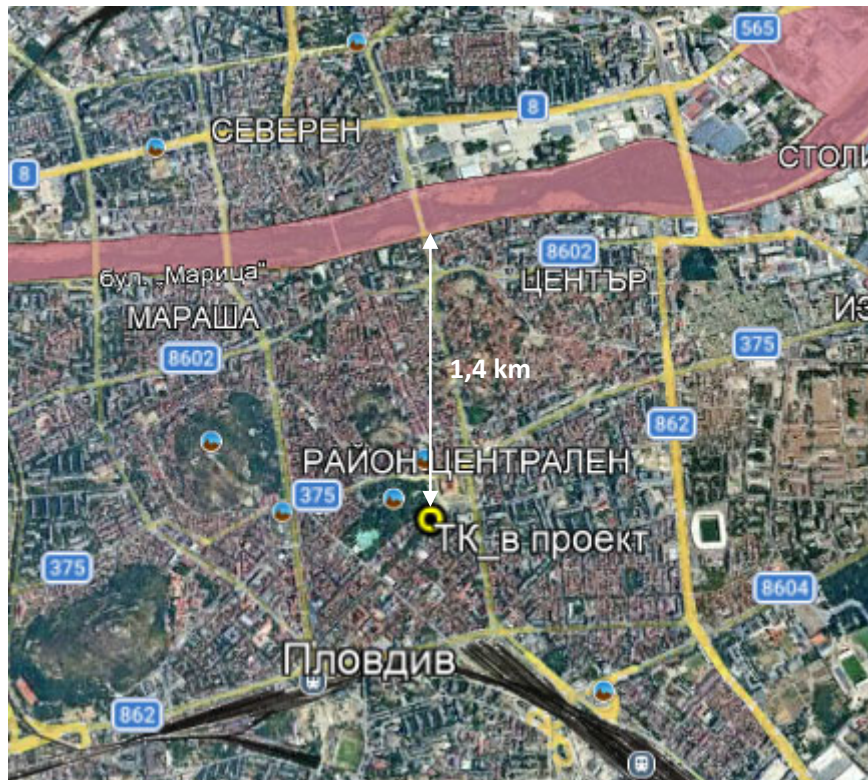 565
8
СЕВЕРЕН
8
СТОЛИ
8602
бул. „Марица“
ЦЕНТЪР
МАРАША
ИЗ
8602
375
1,4 km
862
РАЙОН ЦЕНТРАЛЕН
375
ТК_в проект
375
8604
Пловдив
862